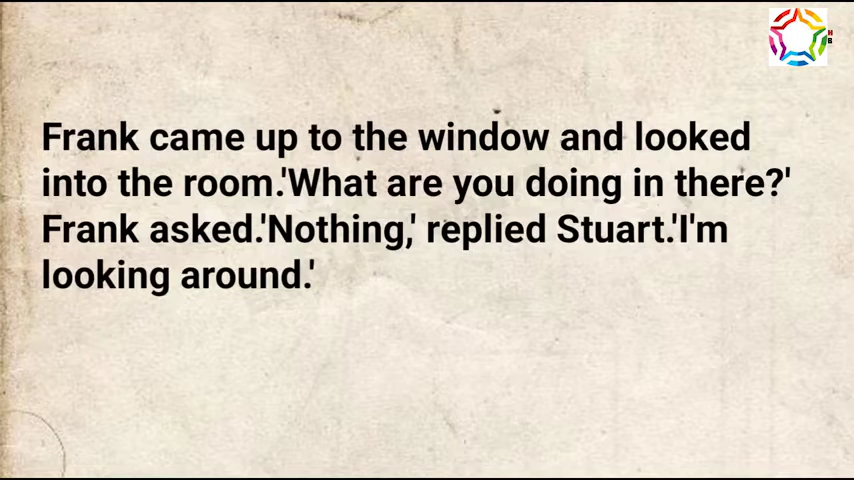 Frank came up to the window and looked
into the room.'What are you doing in there?'
Frank asked.'Nothing,' replied Stuart.'I'm
looking around.'
H
B